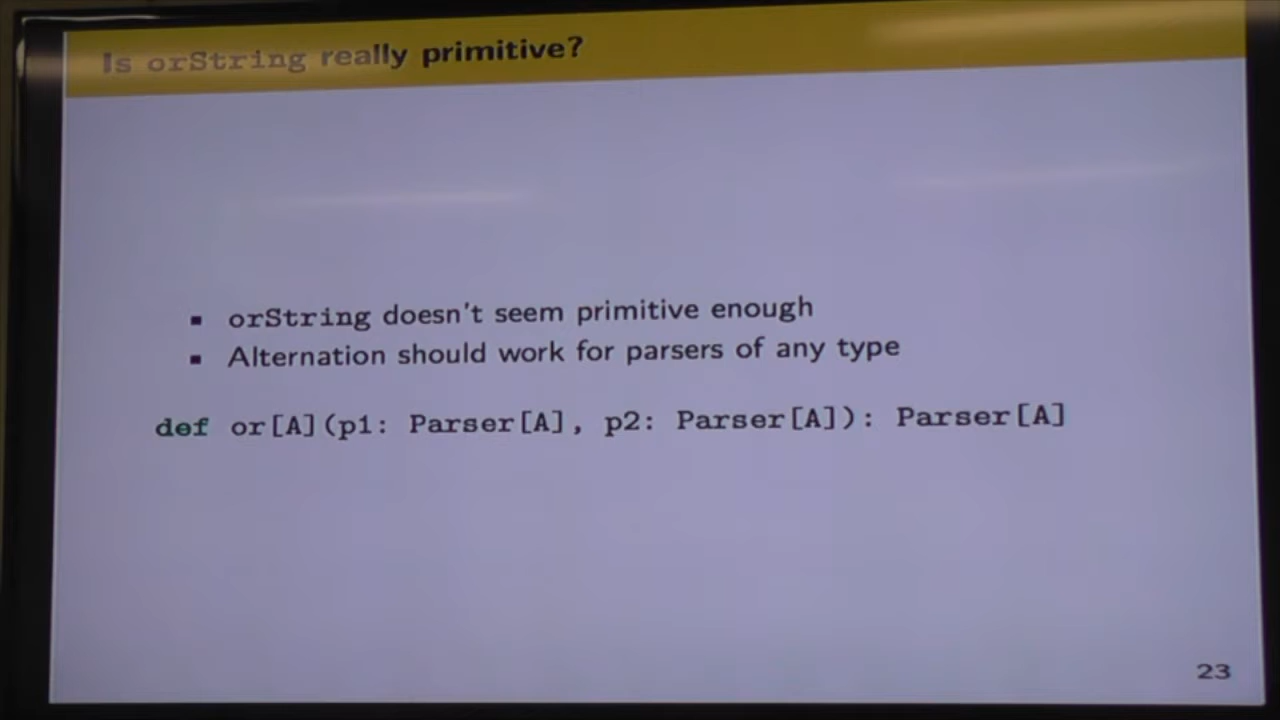 Is orString really primitive?
▪ orString doesn't seem primitive enough
▪ Alternation should work for parsers of any type
def or[A](p1: Parser[A], p2: Parser[A]): Parser[A]
23